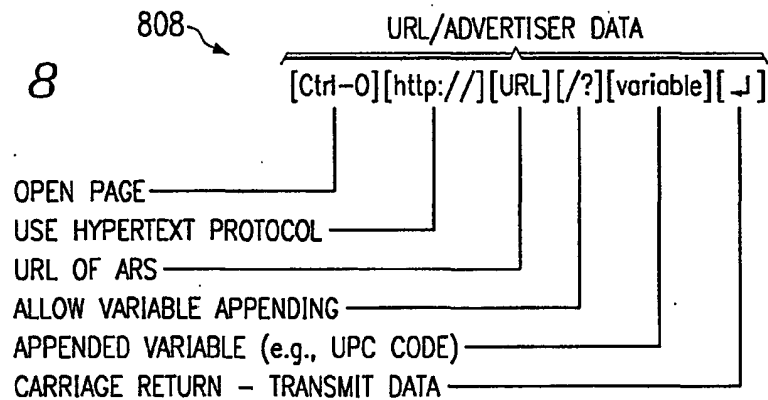 808
URL/ADVERTISER DATA
8
[Ctrl-O][http://][URL][/?][variable][↵]
OPEN PAGE
USE HYPERTEXT PROTOCOL
URL OF ARS
ALLOW VARIABLE APPENDING
APPENDED VARIABLE (e.g., UPC CODE)
CARRIAGE RETURN – TRANSMIT DATA